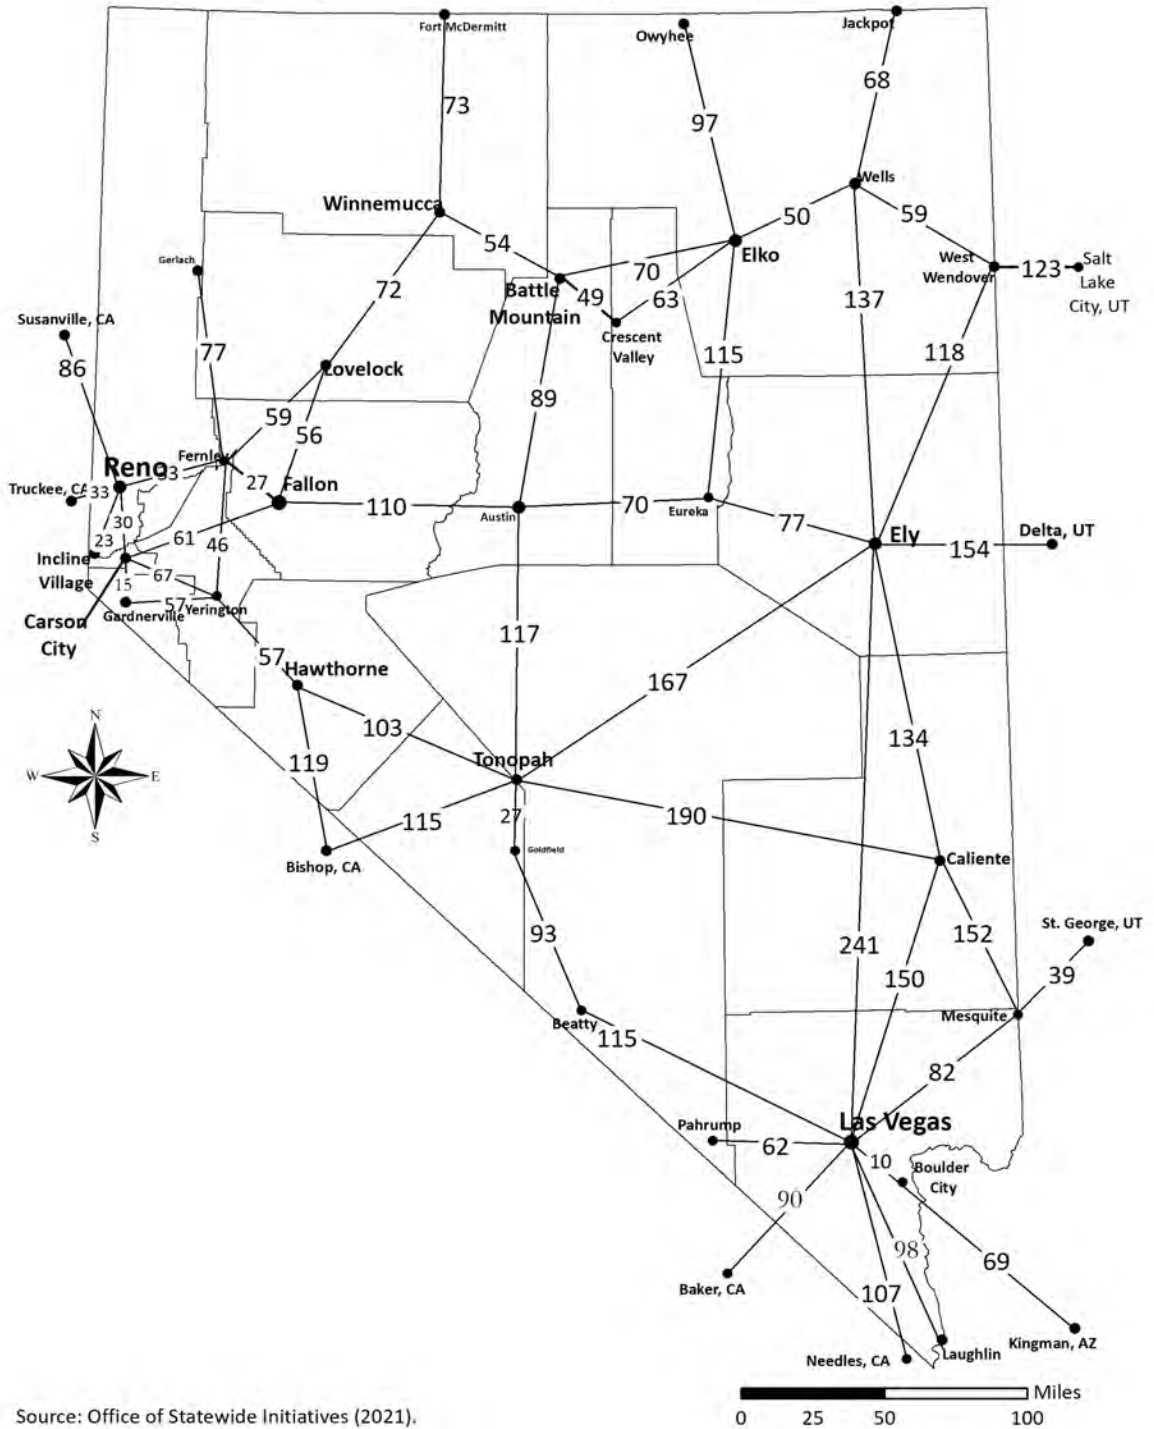 Fort McDermitt
Owyhee
Jackpot
68
73
97
Wells
Winnemucca
50
59
54
Elko
West
Wendover
123
Salt
Lake
City, UT
Gerlach
70
Battle
Mountain
49
63
72
137
Susanville, CA
Crescent
Valley
77
115
118
86
Lovelock
89
59
56
Reno
33
Fernley
27
Fallon
Truckee, CA
33
30
110
Austin
70
Eureka
77
Ely
154
Delta, UT
23
61
46
Incline
Village
67
15
57
Gardnerville
Yerington
Carson
City
57
Hawthorne
117
167
N
W
E
S
103
119
Tonopah
134
115
27
190
Goldfield
Caliente
Bishop, CA
St. George, UT
93
241
152
150
39
Beatty
115
Mesquite
82
Pahrump
Las Vegas
62
10
Boulder
City
90
98
69
Baker, CA
107
Kingman, AZ
Needles, CA
Laughlin
Miles
0 25 50 100
Source: Office of Statewide Initiatives (2021).